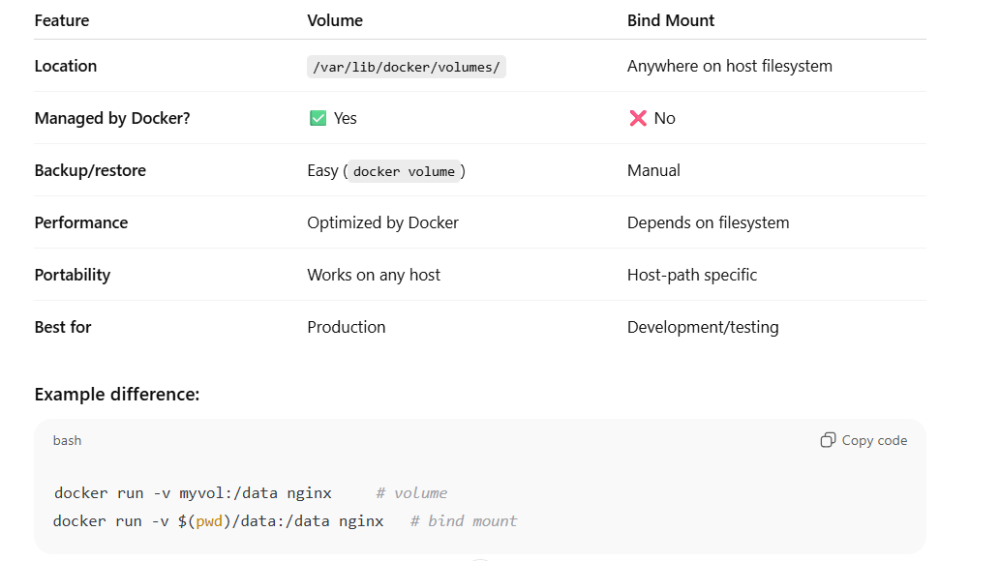 Feature Volume Bind Mount
Location /var/lib/docker/volumes/ Anywhere on host filesystem
Managed by Docker? ✅ Yes ❌ No
Backup/restore Easy ( docker volume ) Manual
Performance Optimized by Docker Depends on filesystem
Portability Works on any host Host-path specific
Best for Production Development/testing
Example difference:
bash Copy code
docker run -v myvol:/data nginx # volume
docker run -v $(pwd)/data:/data nginx # bind mount